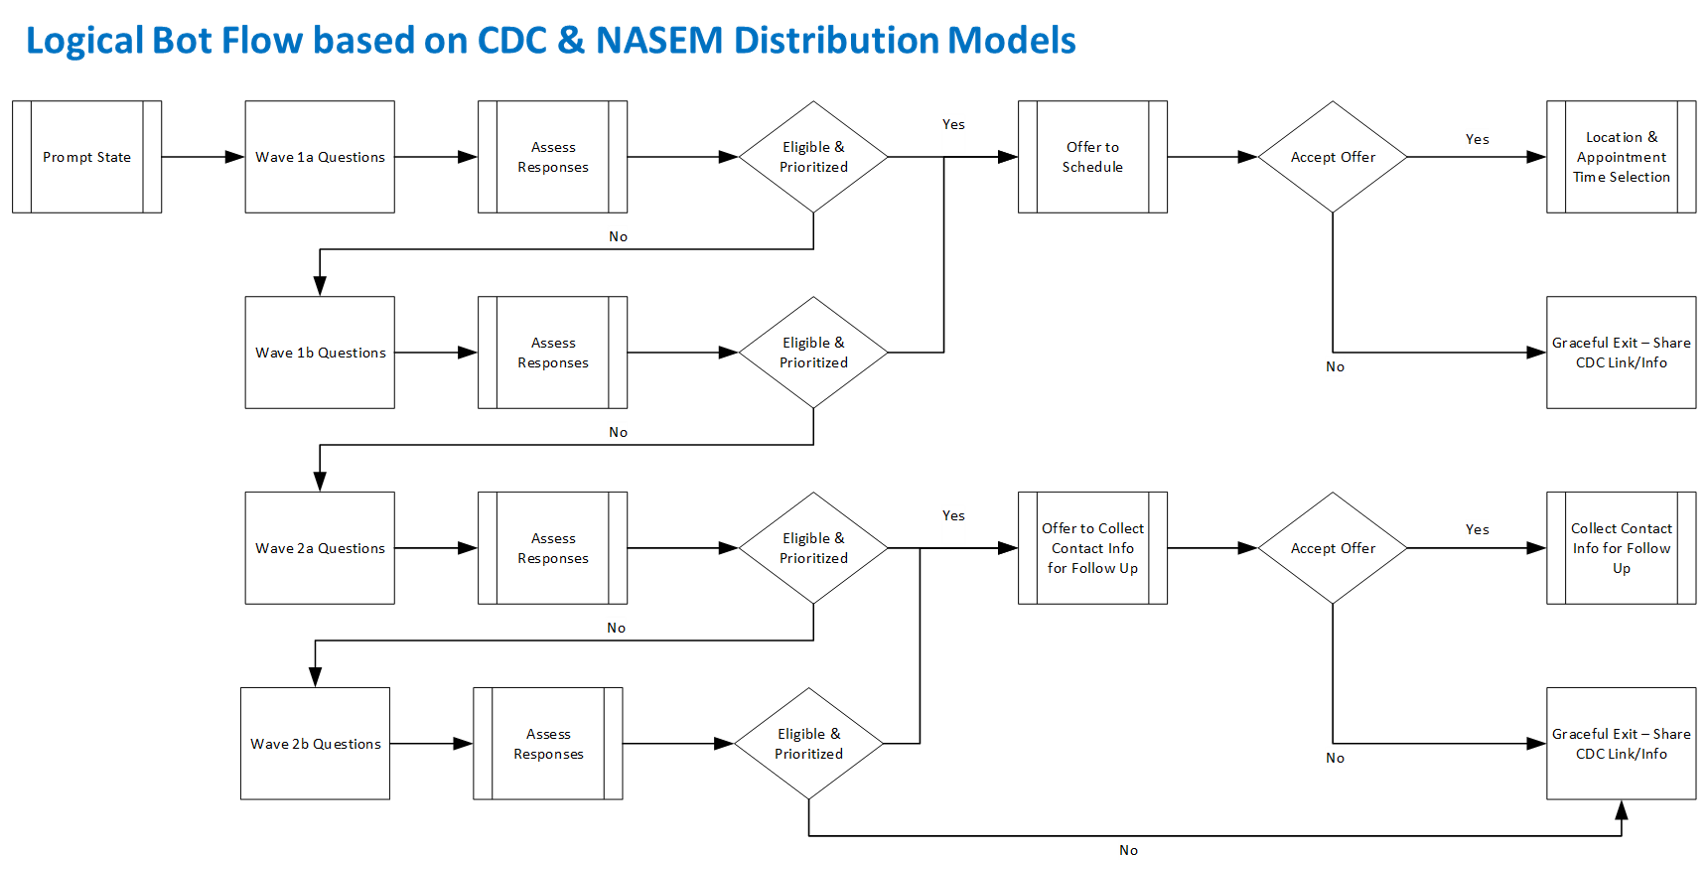 Logical Bot Flow based on CDC & NASEM Distribution Models
Prompt State
Wave 1a Questions
Assess
Responses
Eligible &
Prioritized
Yes
Offer to
Schedule
Accept Offer
Yes
Location &
Appointment
Time Selection
No
Wave 1b Questions
Assess
Responses
Eligible &
Prioritized
No
Graceful Exit – Share
CDC Link/Info
No
Wave 2a Questions
Assess
Responses
Eligible &
Prioritized
Yes
Offer to Collect
Contact Info
for Follow Up
Accept Offer
Yes
Collect Contact
Info for Follow
Up
No
Wave 2b Questions
Assess
Responses
Eligible &
Prioritized
No
Graceful Exit – Share
CDC Link/Info
No